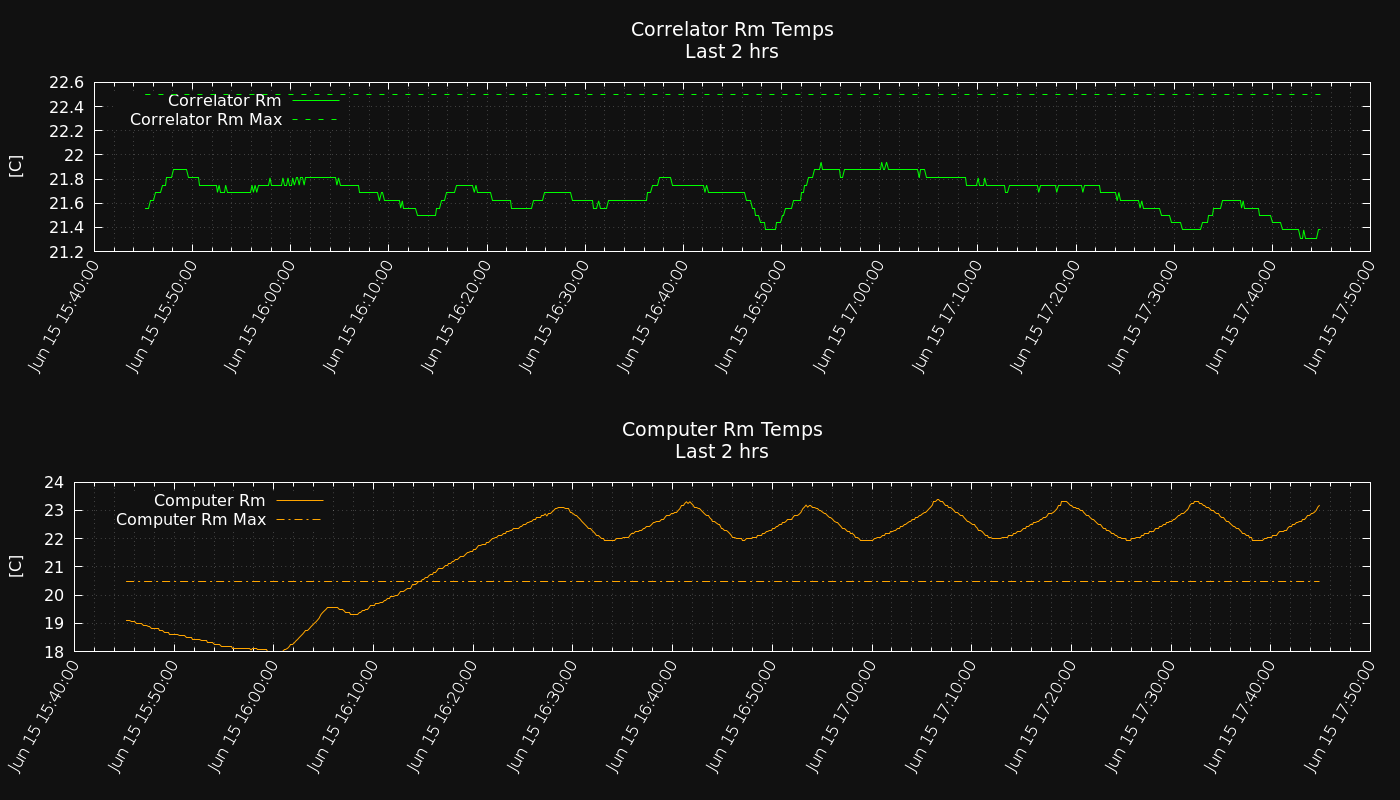 Correlator Rm Temps
Last 2 hrs
22.6
22.4
22.2
22
21.8
21.6
21.4
21.2
[C]
Correlator Rm
Correlator Rm Max
Jun 15 15:40:00
Jun 15 15:50:00
Jun 15 16:00:00
Jun 15 16:10:00
Jun 15 16:20:00
Jun 15 16:30:00
Jun 15 16:40:00
Jun 15 16:50:00
Jun 15 17:00:00
Jun 15 17:10:00
Jun 15 17:20:00
Jun 15 17:30:00
Jun 15 17:40:00
Jun 15 17:50:00
Computer Rm Temps
Last 2 hrs
24
23
22
21
20
19
18
[C]
Computer Rm
Computer Rm Max
Jun 15 15:40:00
Jun 15 15:50:00
Jun 15 16:00:00
Jun 15 16:10:00
Jun 15 16:20:00
Jun 15 16:30:00
Jun 15 16:40:00
Jun 15 16:50:00
Jun 15 17:00:00
Jun 15 17:10:00
Jun 15 17:20:00
Jun 15 17:30:00
Jun 15 17:40:00
Jun 15 17:50:00